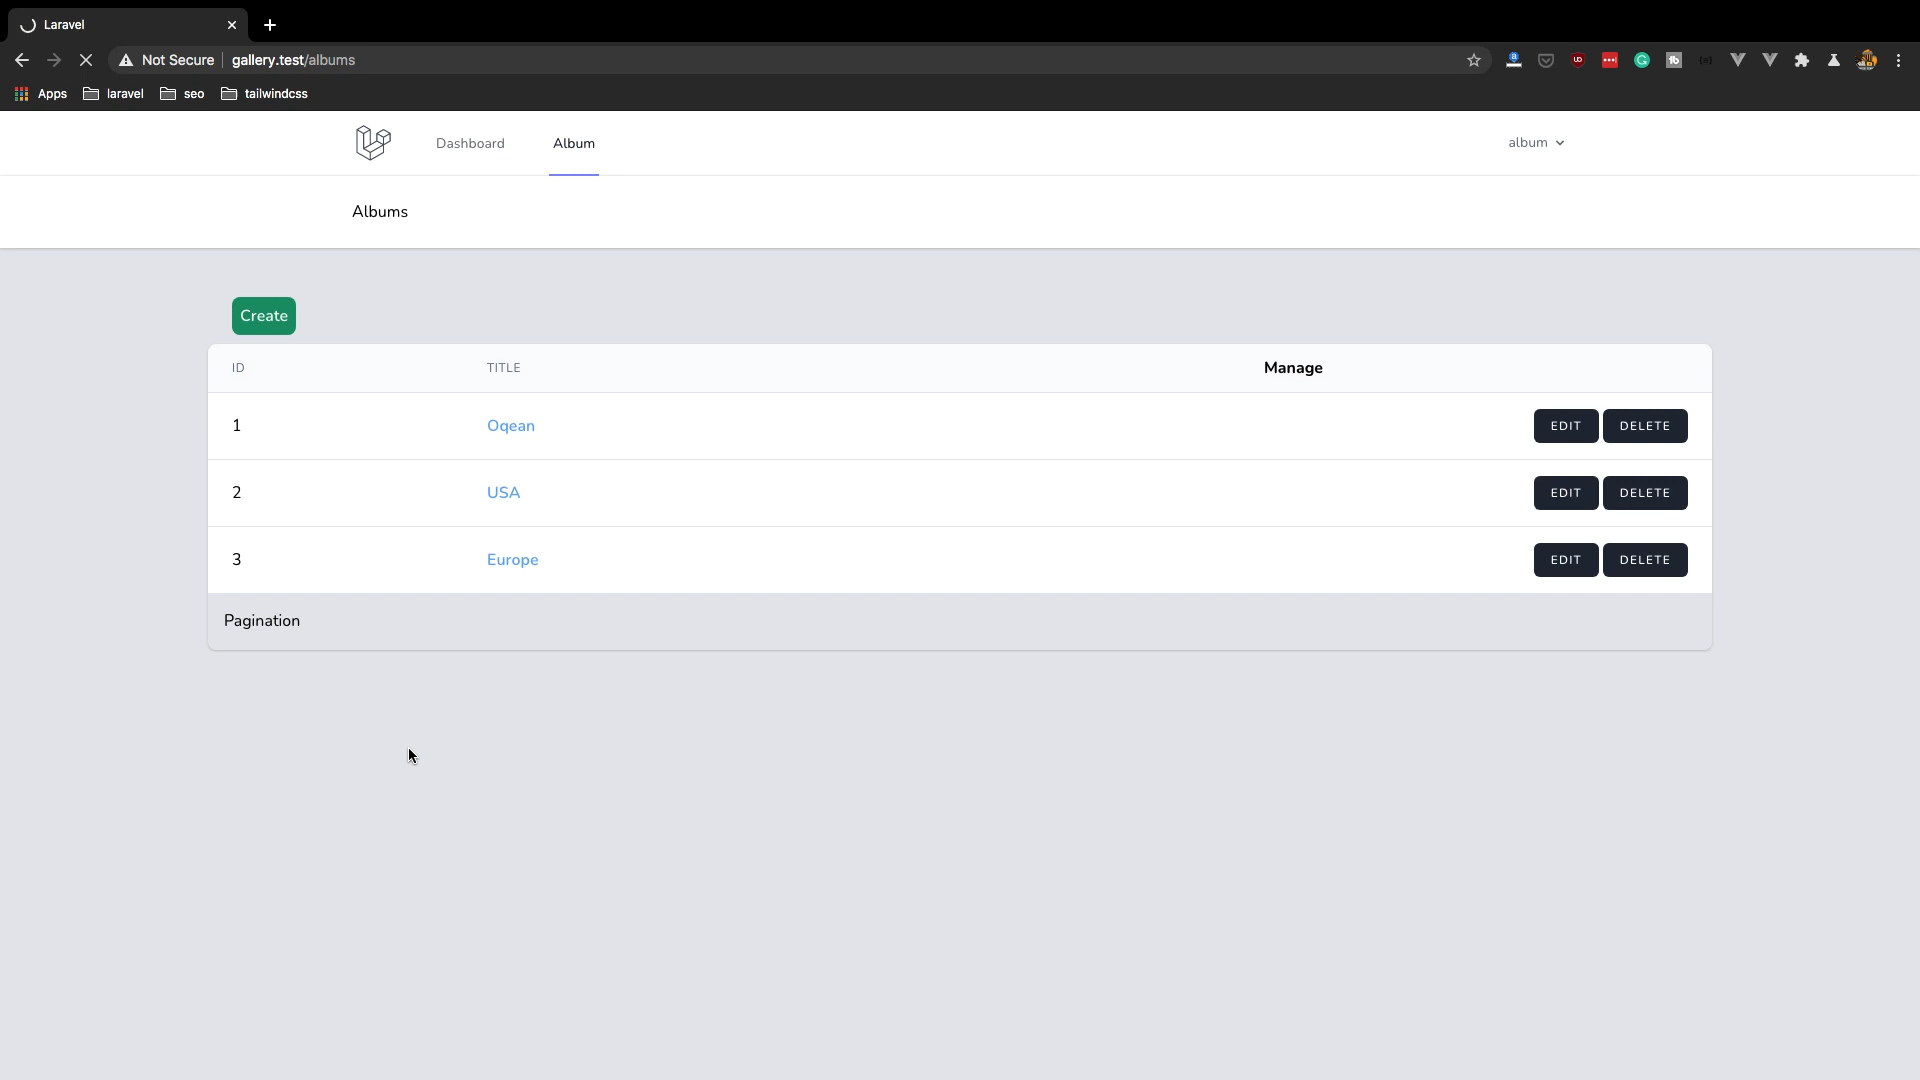 Laravel
Not Secure gallery.test/albums
Apps laravel seo tailwindcss
Dashboard Album album
Albums
Create
ID TITLE Manage
1 Oqean EDIT DELETE
2 USA EDIT DELETE
3 Europe EDIT DELETE
Pagination